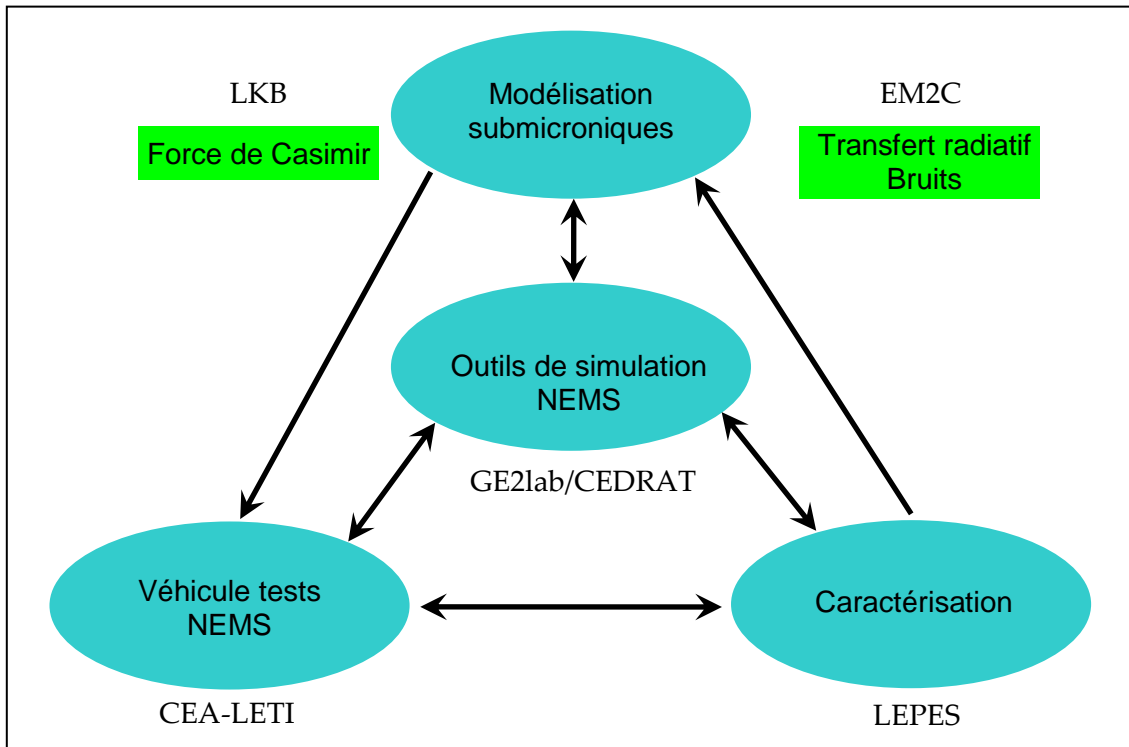 LKB
Force de Casimir
Modélisation
submicroniques
EM2C
Transfert radiatif
Bruits
Outils de simulation
NEMS
GE2lab/CEDRAT
Véhicule tests
NEMS
CEA-LETI
Caractérisation
LEPES